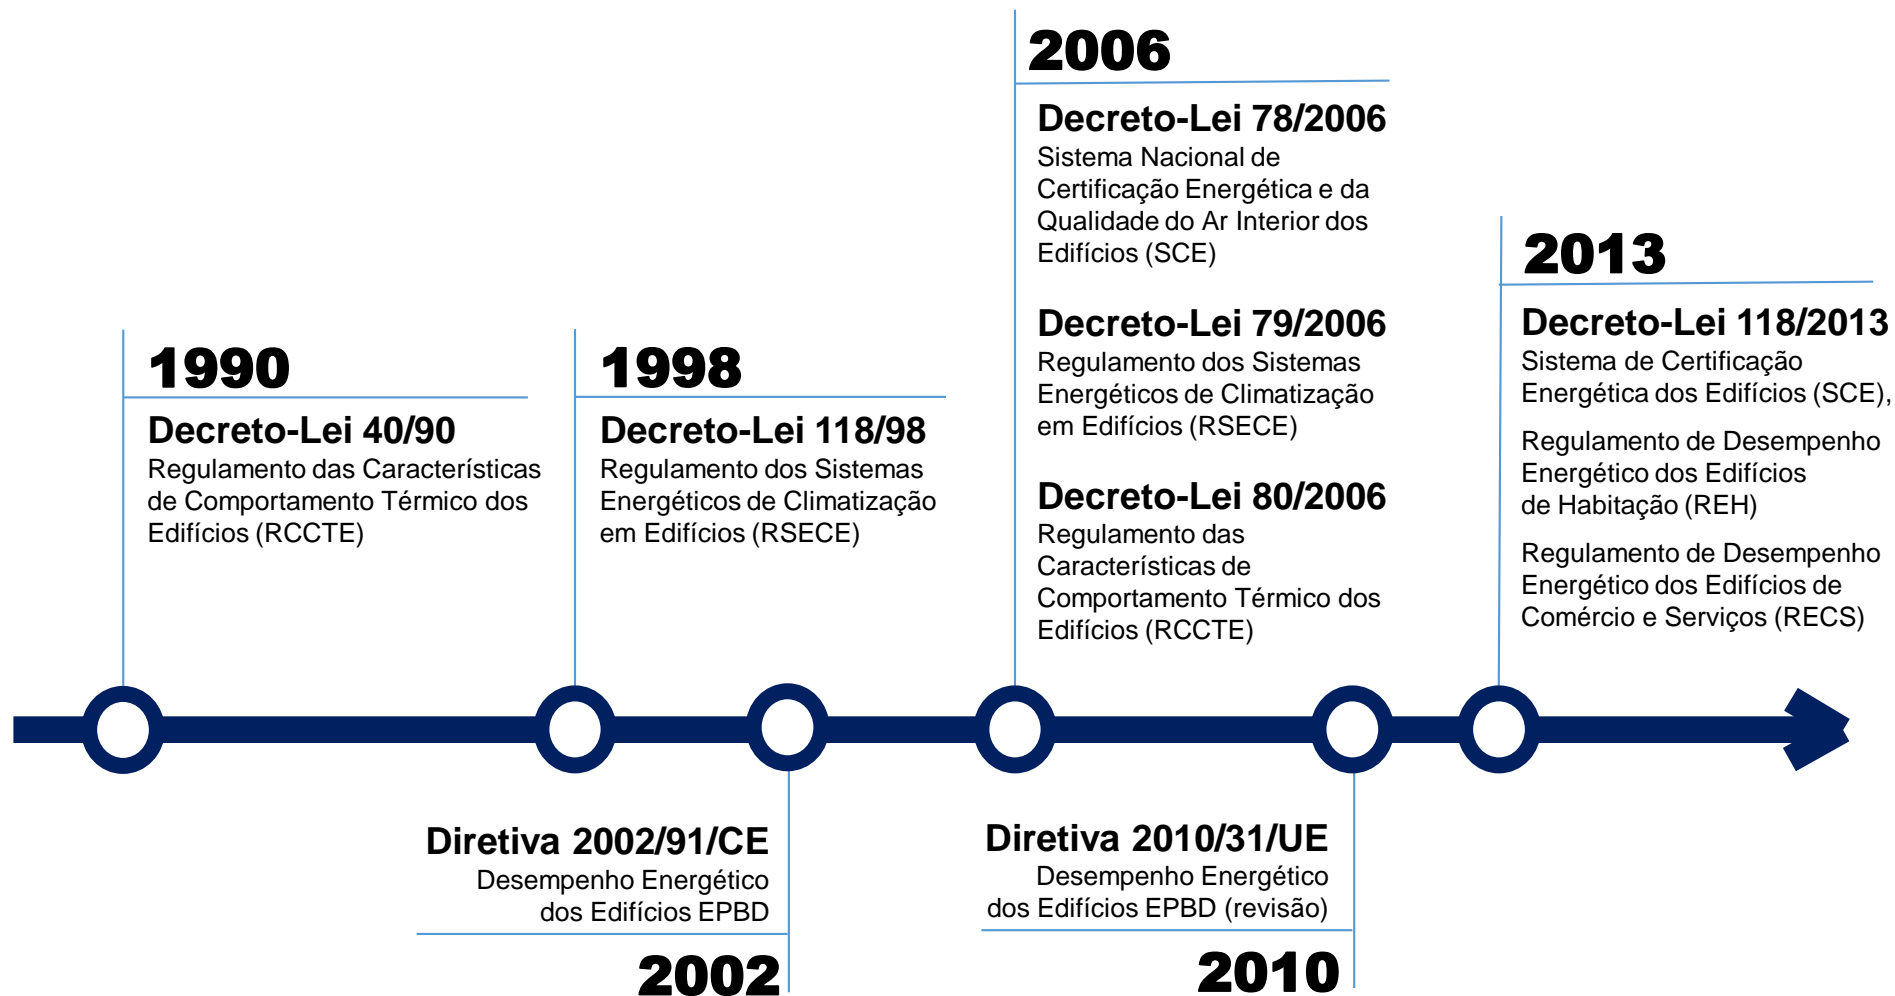 1990
Decreto-Lei 40/90
Regulamento das Características
de Comportamento Térmico dos
Edifícios (RCCTE)
1998
Decreto-Lei 118/98
Regulamento dos Sistemas
Energéticos de Climatização
em Edifícios (RSECE)
2006
Decreto-Lei 78/2006
Sistema Nacional de
Certificação Energética e da
Qualidade do Ar Interior dos
Edifícios (SCE)
Decreto-Lei 79/2006
Regulamento dos Sistemas
Energéticos de Climatização
em Edifícios (RSECE)
Decreto-Lei 80/2006
Regulamento das
Características de
Comportamento Térmico dos
Edifícios (RCCTE)
2013
Decreto-Lei 118/2013
Sistema de Certificação
Energética dos Edifícios (SCE),
Regulamento de Desempenho
Energético dos Edifícios
de Habitação (REH)
Regulamento de Desempenho
Energético dos Edifícios de
Comércio e Serviços (RECS)
Diretiva 2002/91/CE
Desempenho Energético
dos Edifícios EPBD
2002
Diretiva 2010/31/UE
Desempenho Energético
dos Edifícios EPBD (revisão)
2010